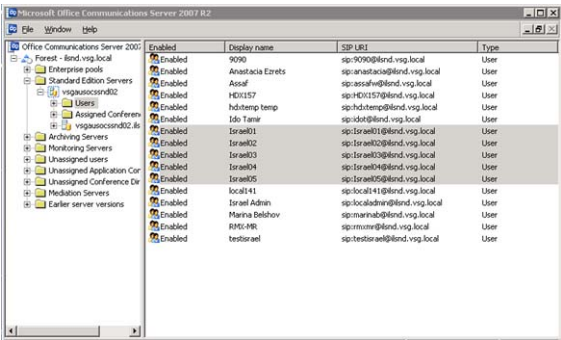 Microsoft Office Communications Server 2007 R2
File Window Help
Office Communications Server 2007
Forest - ilsnd.vsg.local
Enterprise pools
Standard Edition Servers
vsgausocssnd02
Users
Assigned Conferen
vsgausocssnd02.ils
Archiving Servers
Monitoring Servers
Unassigned users
Unassigned Application Cor
Unassigned Conference Dir
Mediation Servers
Earlier server versions
Enabled Display name SIP URI Type
Enabled 9090 sip:9090@ilsnd.vsg.local User
Enabled Anastacia Ezrets sip:anastacia@ilsnd.vsg.local User
Enabled Assaf sip:assafw@ilsnd.vsg.local User
Enabled HDX157 sip:HDX157@ilsnd.vsg.local User
Enabled hdxtemp temp sip:hdxtemp@ilsnd.vsg.local User
Enabled Ido Tamir sip:idot@ilsnd.vsg.local User
Enabled Israel01 sip:Israel01@ilsnd.vsg.local User
Enabled Israel02 sip:Israel02@ilsnd.vsg.local User
Enabled Israel03 sip:Israel03@ilsnd.vsg.local User
Enabled Israel04 sip:Israel04@ilsnd.vsg.local User
Enabled Israel05 sip:Israel05@ilsnd.vsg.local User
Enabled local141 sip:local141@ilsnd.vsg.local User
Enabled Israel Admin sip:localadmin@ilsnd.vsg.local User
Enabled Marina Belshov sip:marinab@ilsnd.vsg.local User
Enabled RMX-MR sip:rmxmr@ilsnd.vsg.local User
Enabled testisrael sip:testisrael@ilsnd.vsg.local User